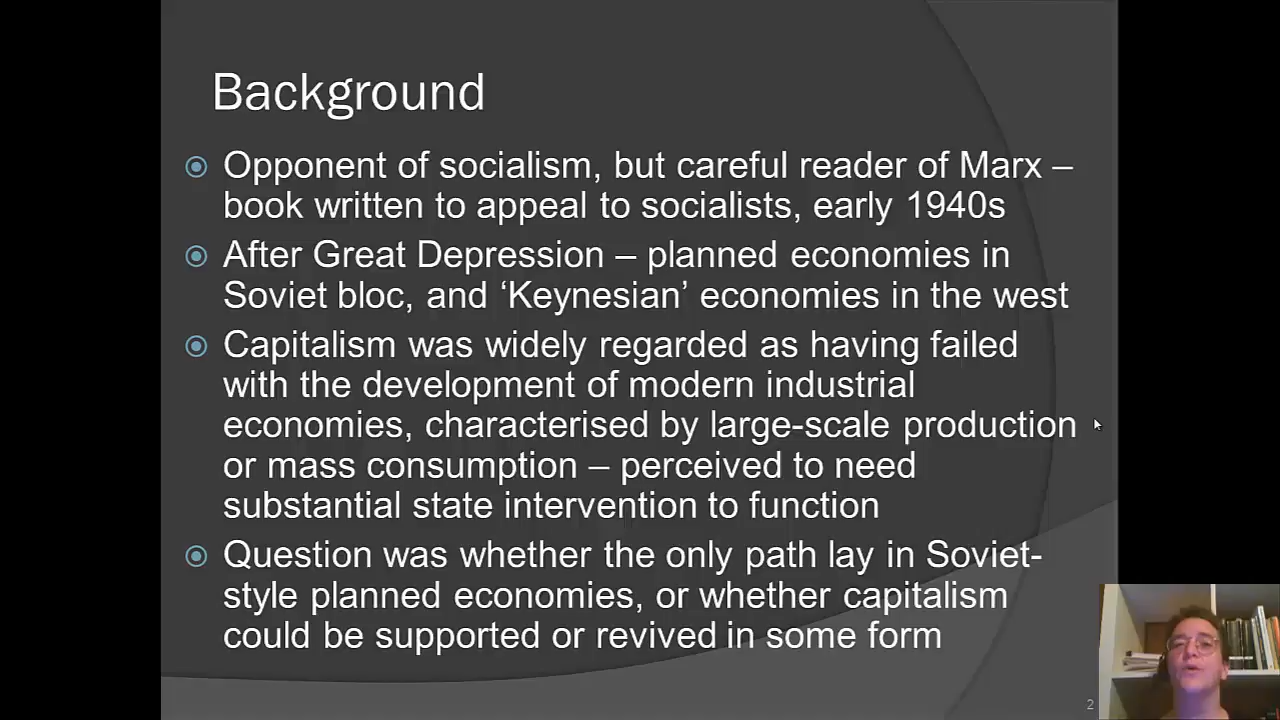 Background
Opponent of socialism, but careful reader of Marx –
book written to appeal to socialists, early 1940s
After Great Depression – planned economies in
Soviet bloc, and ‘Keynesian’ economies in the west
Capitalism was widely regarded as having failed
with the development of modern industrial
economies, characterised by large-scale production
or mass consumption – perceived to need
substantial state intervention to function
Question was whether the only path lay in Soviet-
style planned economies, or whether capitalism
could be supported or revived in some form
2